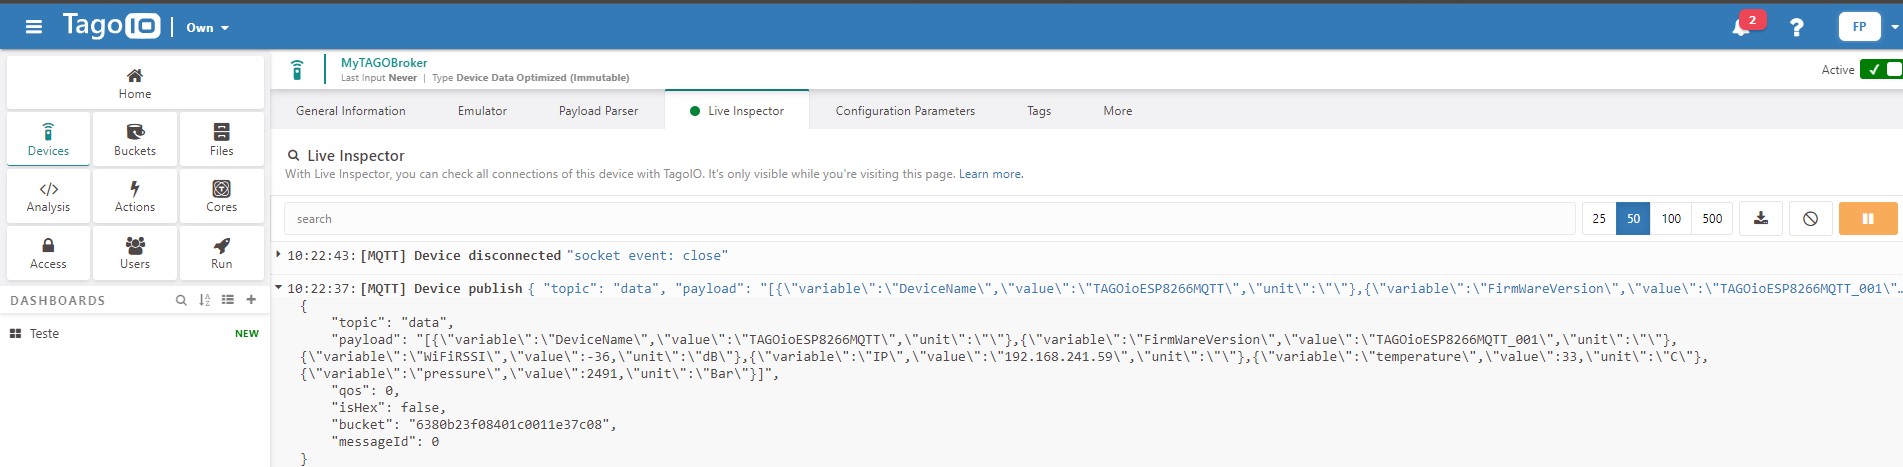 TagoIO Own
2
?
FP
Home
Devices Buckets Files
Analysis Actions Cores
Access Users Run
DASHBOARDS
Teste NEW
MyTAGOBroker
Last Input Never | Type Device Data Optimized (Immutable)
Active
General Information Emulator Payload Parser Live Inspector Configuration Parameters Tags More
Live Inspector
With Live Inspector, you can check all connections of this device with TagoIO. It's only visible while you're visiting this page. Learn more.
search 25 50 100 500
10:22:43: [MQTT] Device disconnected "socket event: close"
10:22:37: [MQTT] Device publish { "topic": "data", "payload": "[{\"variable\":\"DeviceName\",\"value\":\"TAGOioESP8266MQTT\",\"unit\":\"\"},{\"variable\":\"FirmWareVersion\",\"value\":\"TAGOioESP8266MQTT_001\"...
{
"topic": "data",
"payload": "[{\"variable\":\"DeviceName\",\"value\":\"TAGOioESP8266MQTT\",\"unit\":\"\"},{\"variable\":\"FirmWareVersion\",\"value\":\"TAGOioESP8266MQTT_001\",\"unit\":\"\"},
{\"variable\":\"WiFiRSSI\",\"value\":-36,\"unit\":\"dB\"},{\"variable\":\"IP\",\"value\":\"192.168.241.59\",\"unit\":\"\"},{\"variable\":\"temperature\",\"value\":33,\"unit\":\"C\"},
{\"variable\":\"pressure\",\"value\":2491,\"unit\":\"Bar\"}]",
"qos": 0,
"isHex": false,
"bucket": "6380b23f08401c0011e37c08",
"messageId": 0
}